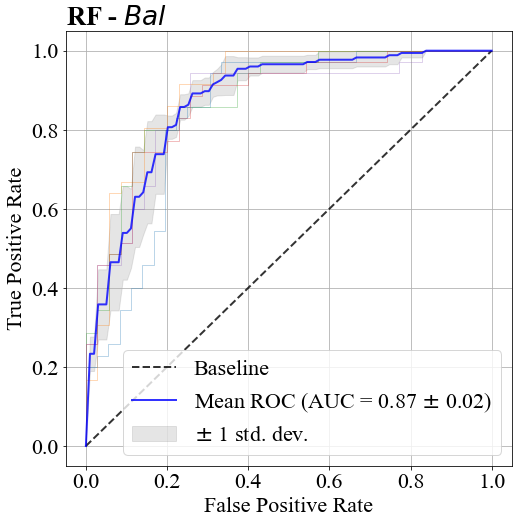 RF - Bal
1.0
0.8
0.6
0.4
0.2
0.0
True Positive Rate
Baseline
Mean ROC (AUC = 0.87 ± 0.02)
± 1 std. dev.
0.0 0.2 0.4 0.6 0.8 1.0
False Positive Rate